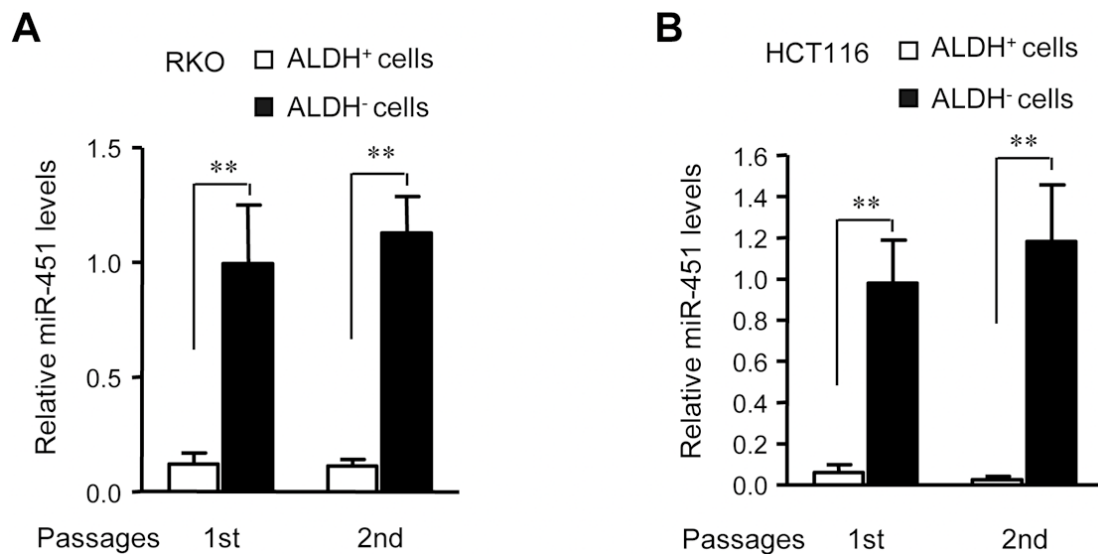 A
RKO
ALDH⁺ cells
ALDH⁻ cells
Relative miR-451 levels
1.5
1.0
0.5
0.0
**
**
Passages 1st 2nd
B
HCT116
ALDH⁺ cells
ALDH⁻ cells
Relative miR-451 levels
1.6
1.4
1.2
1.0
0.8
0.6
0.4
0.2
0.0
**
**
Passages 1st 2nd